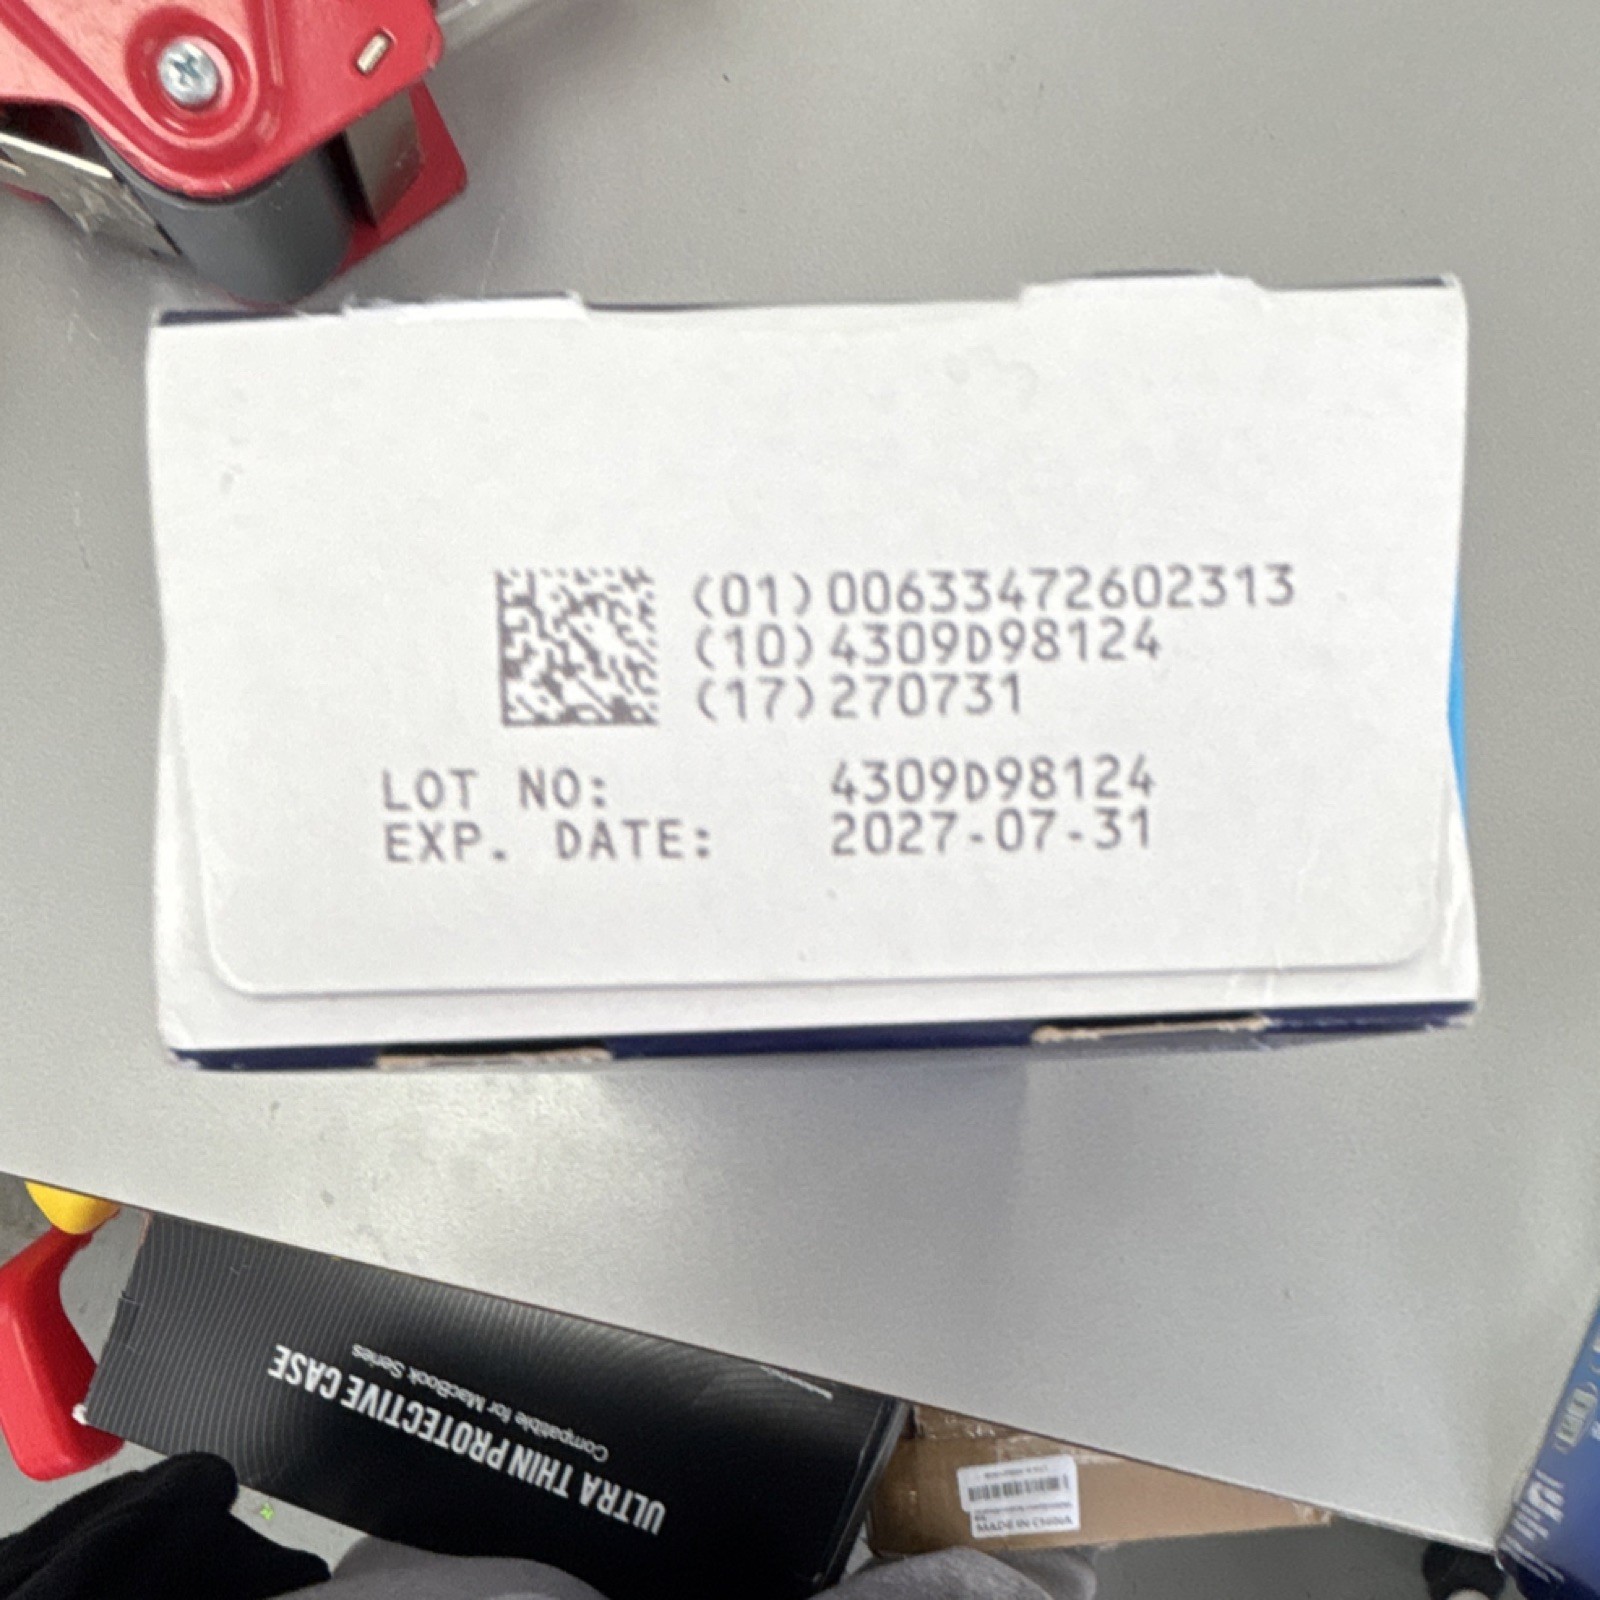 (01)00633472602313
(10)4309D98124
(17)270731
LOT NO: 4309D98124
EXP. DATE: 2027-07-31
ULTRA THIN PROTECTIVE CASE
Compatible for MacBook Series
MADE IN CHINA